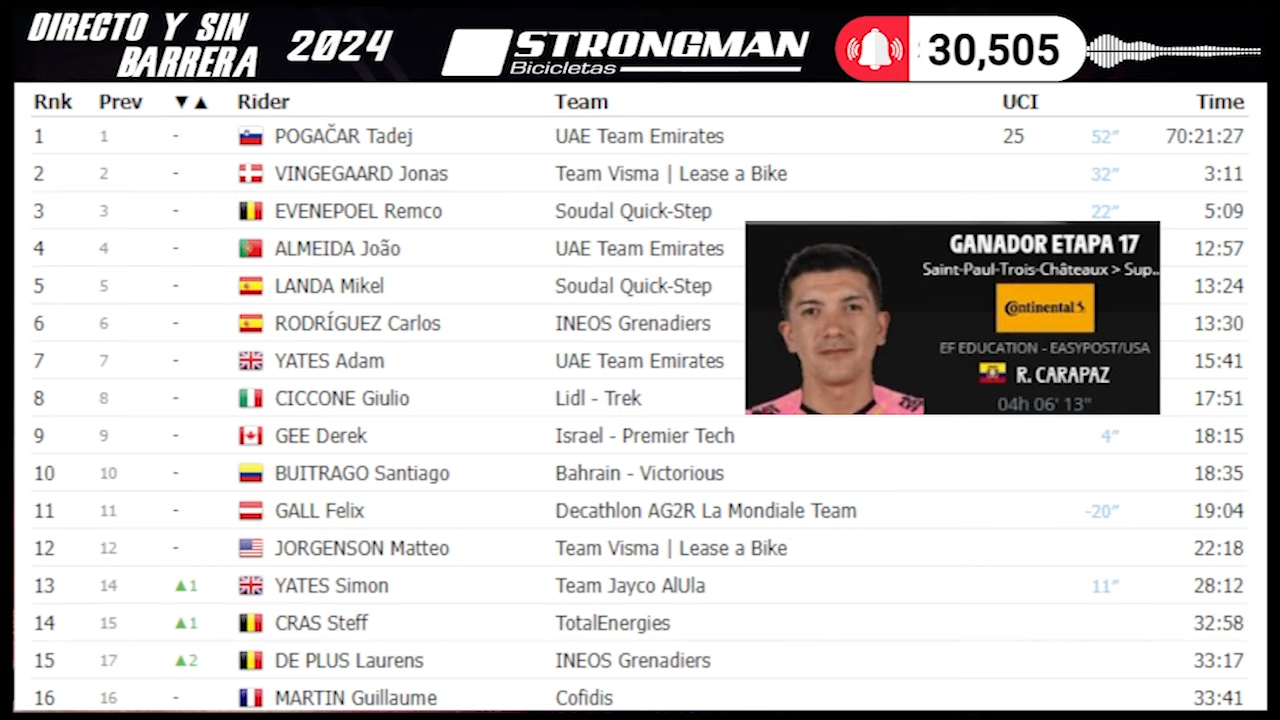 DIRECTO Y SIN BARRERA 2024 STRONGMAN Bicicletas 30,505
Rnk Prev ▼▲ Rider Team UCI Time
1 1 - POGAČAR Tadej UAE Team Emirates 25 52″ 70:21:27
2 2 - VINGEGAARD Jonas Team Visma | Lease a Bike 32″ 3:11
3 3 - EVENEPOEL Remco Soudal Quick-Step 22″ 5:09
4 4 - ALMEIDA João UAE Team Emirates 12:57
5 5 - LANDA Mikel Soudal Quick-Step 13:24
6 6 - RODRÍGUEZ Carlos INEOS Grenadiers 13:30
7 7 - YATES Adam UAE Team Emirates 15:41
8 8 - CICCONE Giulio Lidl - Trek 17:51
9 9 - GEE Derek Israel - Premier Tech 4″ 18:15
10 10 - BUITRAGO Santiago Bahrain - Victorious 18:35
11 11 - GALL Felix Decathlon AG2R La Mondiale Team -20″ 19:04
12 12 - JORGENSON Matteo Team Visma | Lease a Bike 22:18
13 14 ▲1 YATES Simon Team Jayco AlUla 11″ 28:12
14 15 ▲1 CRAS Steff TotalEnergies 32:58
15 17 ▲2 DE PLUS Laurens INEOS Grenadiers 33:17
16 16 - MARTIN Guillaume Cofidis 33:41
GANADOR ETAPA 17
Saint-Paul-Trois-Châteaux > Sup..
Continental
EF EDUCATION - EASYPOST/USA
R. CARAPAZ
04h 06' 13"